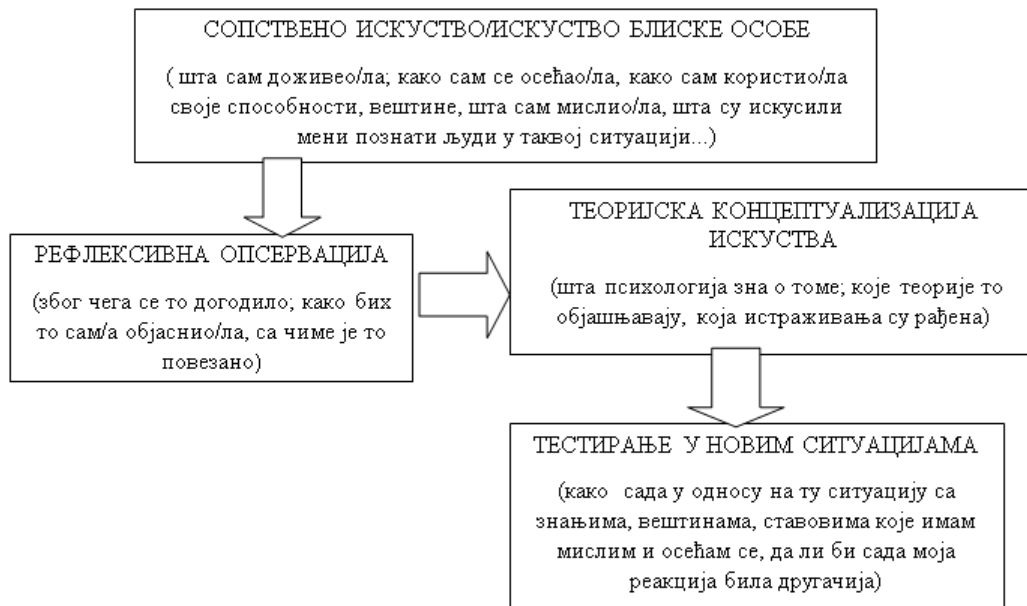 СОПСТВЕНО ИСКУСТВО/ИСКУСТВО БЛИСКЕ ОСОБЕ
( шта сам доживео/ла; како сам се осећао/ла, како сам користио/ла
своје способности, вештине, шта сам мислио/ла, шта су искусили
мени познати људи у таквој ситуацији...)
РЕФЛЕКСИВНА ОПСЕРВАЦИЈА
(због чега се то догодило; како бих
то сам/а објаснио/ла, са чиме је то
повезано)
ТЕОРИЈСКА КОНЦЕПТУАЛИЗАЦИЈА
ИСКУСТВА
(шта психологија зна о томе; које теорије то
објашњавају, која истраживања су рађена)
ТЕСТИРАЊЕ У НОВИМ СИТУАЦИЈАМА
(како сада у односу на ту ситуацију са
знањима, вештинама, ставовима које имам
мислим и осећам се, да ли би сада моја
реакција била другачија)